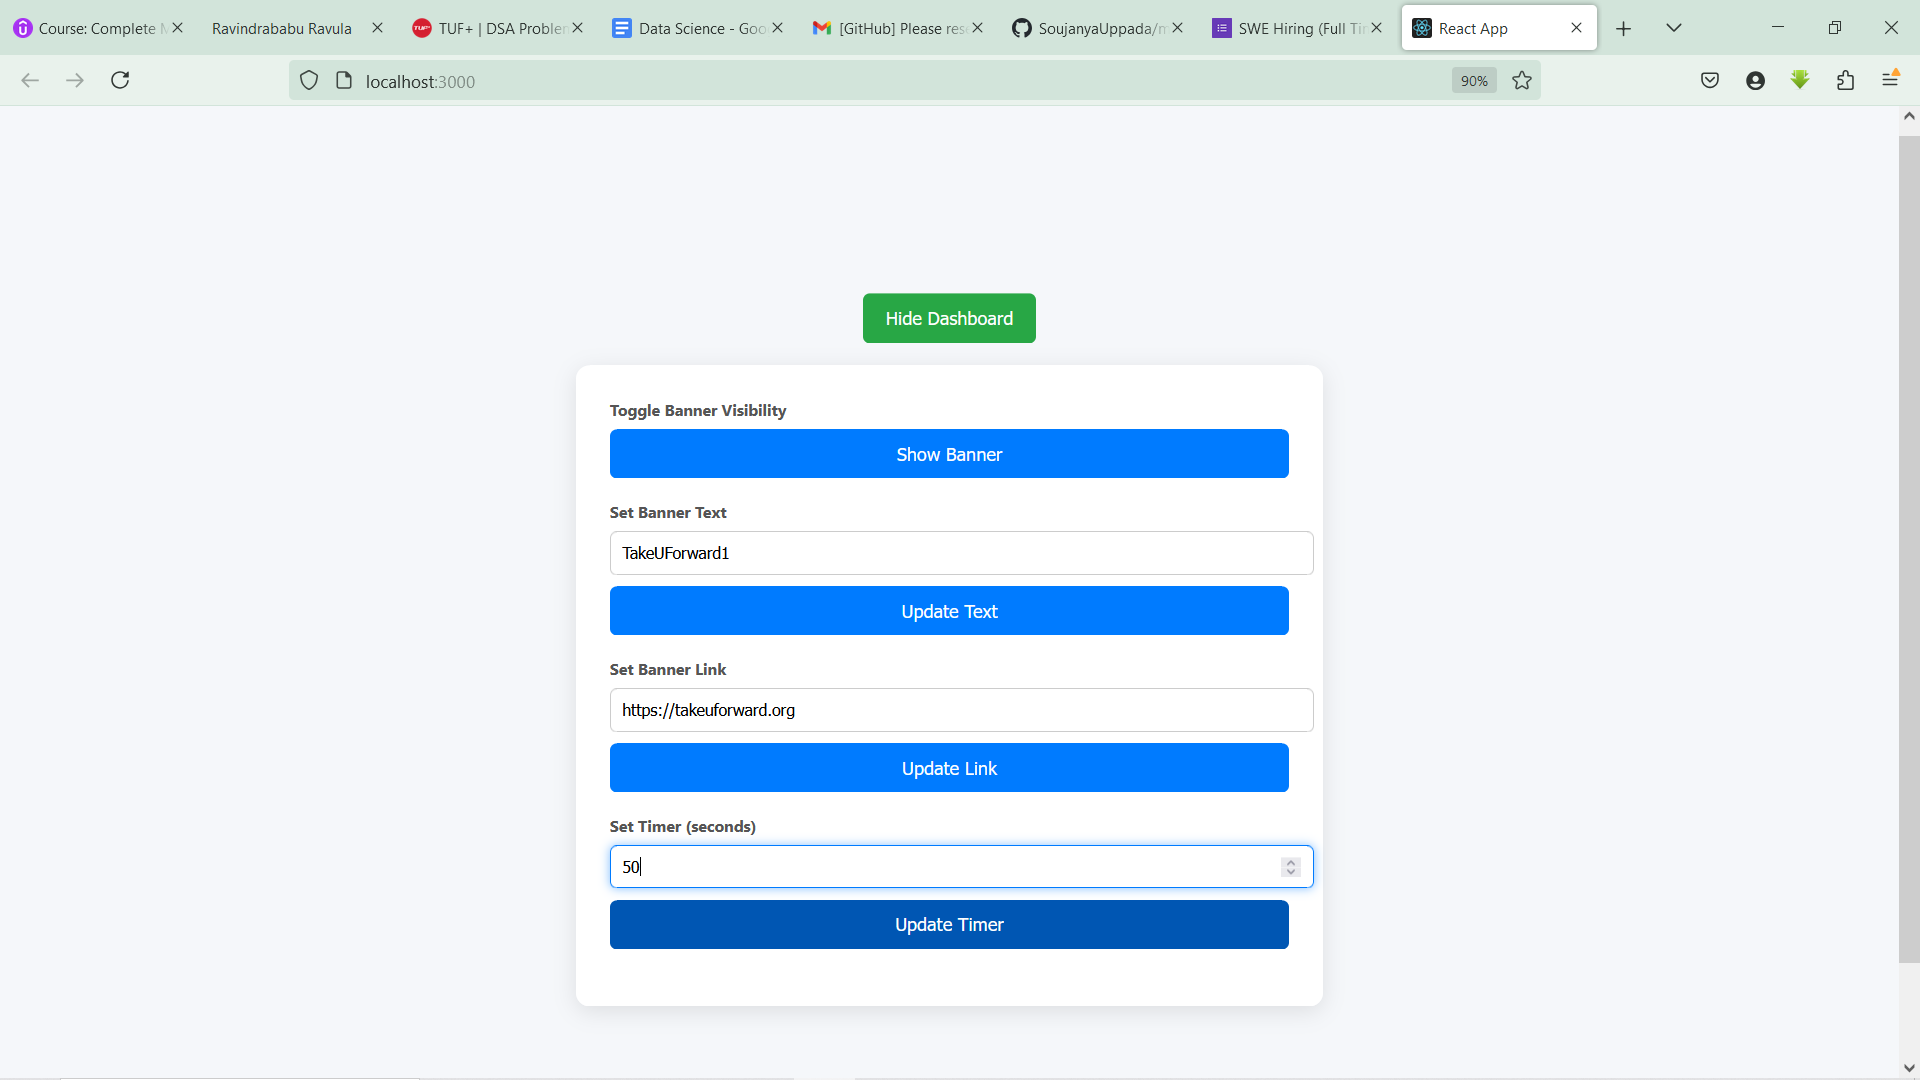 Course: Complete M
Ravindrababu Ravula
TUF+ | DSA Problem
Data Science - Goo
[GitHub] Please res
SoujanyaUppada/m
SWE Hiring (Full Tim
React App
localhost:3000
90%
Hide Dashboard
Toggle Banner Visibility
Show Banner
Set Banner Text
TakeUForward1
Update Text
Set Banner Link
https://takeuforward.org
Update Link
Set Timer (seconds)
50
Update Timer